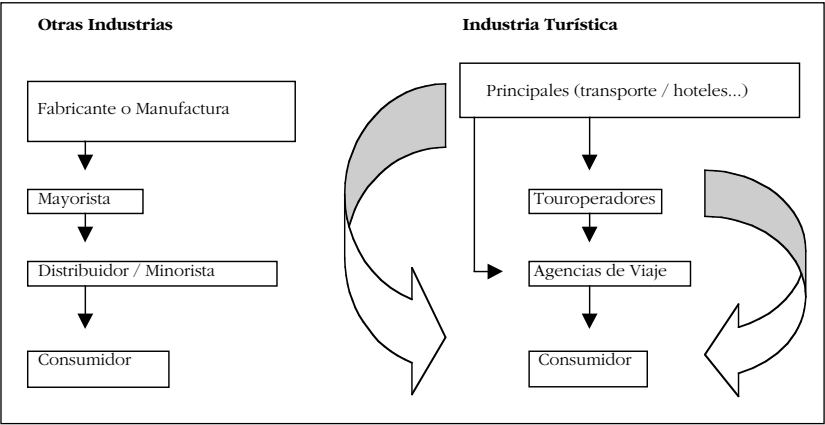 Otras Industrias
Fabricante o Manufactura
Mayorista
Distribuidor / Minorista
Consumidor
Industria Turística
Principales (transporte / hoteles...)
Touroperadores
Agencias de Viaje
Consumidor